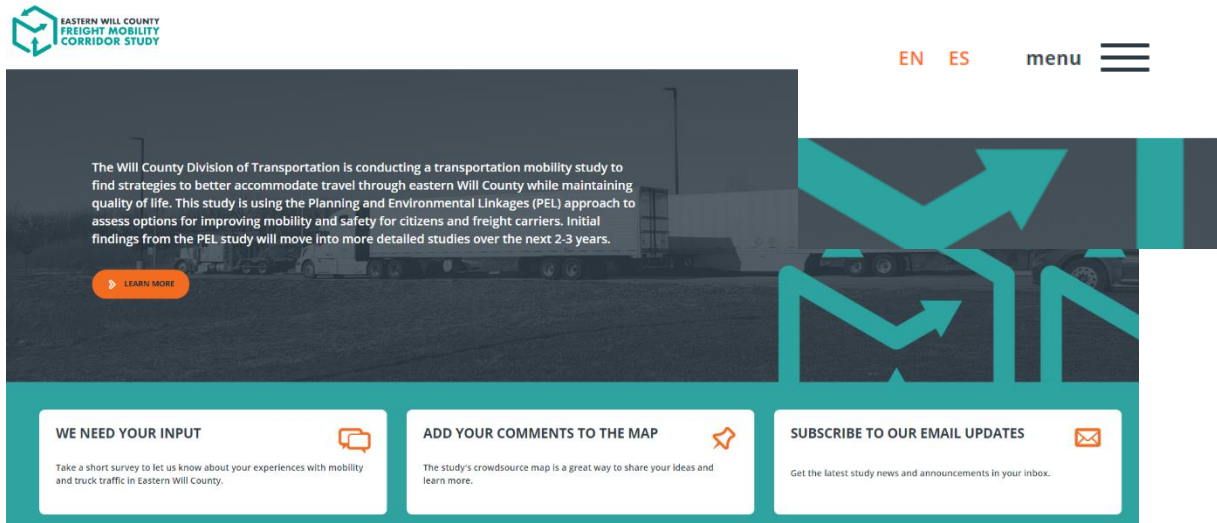 EASTERN WILL COUNTY
FREIGHT MOBILITY
CORRIDOR STUDY
EN ES menu
The Will County Division of Transportation is conducting a transportation mobility study to
find strategies to better accommodate travel through eastern Will County while maintaining
quality of life. This study is using the Planning and Environmental Linkages (PEL) approach to
assess options for improving mobility and safety for citizens and freight carriers. Initial
findings from the PEL study will move into more detailed studies over the next 2-3 years.
LEARN MORE
WE NEED YOUR INPUT
Take a short survey to let us know about your experiences with mobility
and truck traffic in Eastern Will County.
ADD YOUR COMMENTS TO THE MAP
The study's crowdsource map is a great way to share your ideas and
learn more.
SUBSCRIBE TO OUR EMAIL UPDATES
Get the latest study news and announcements in your inbox.